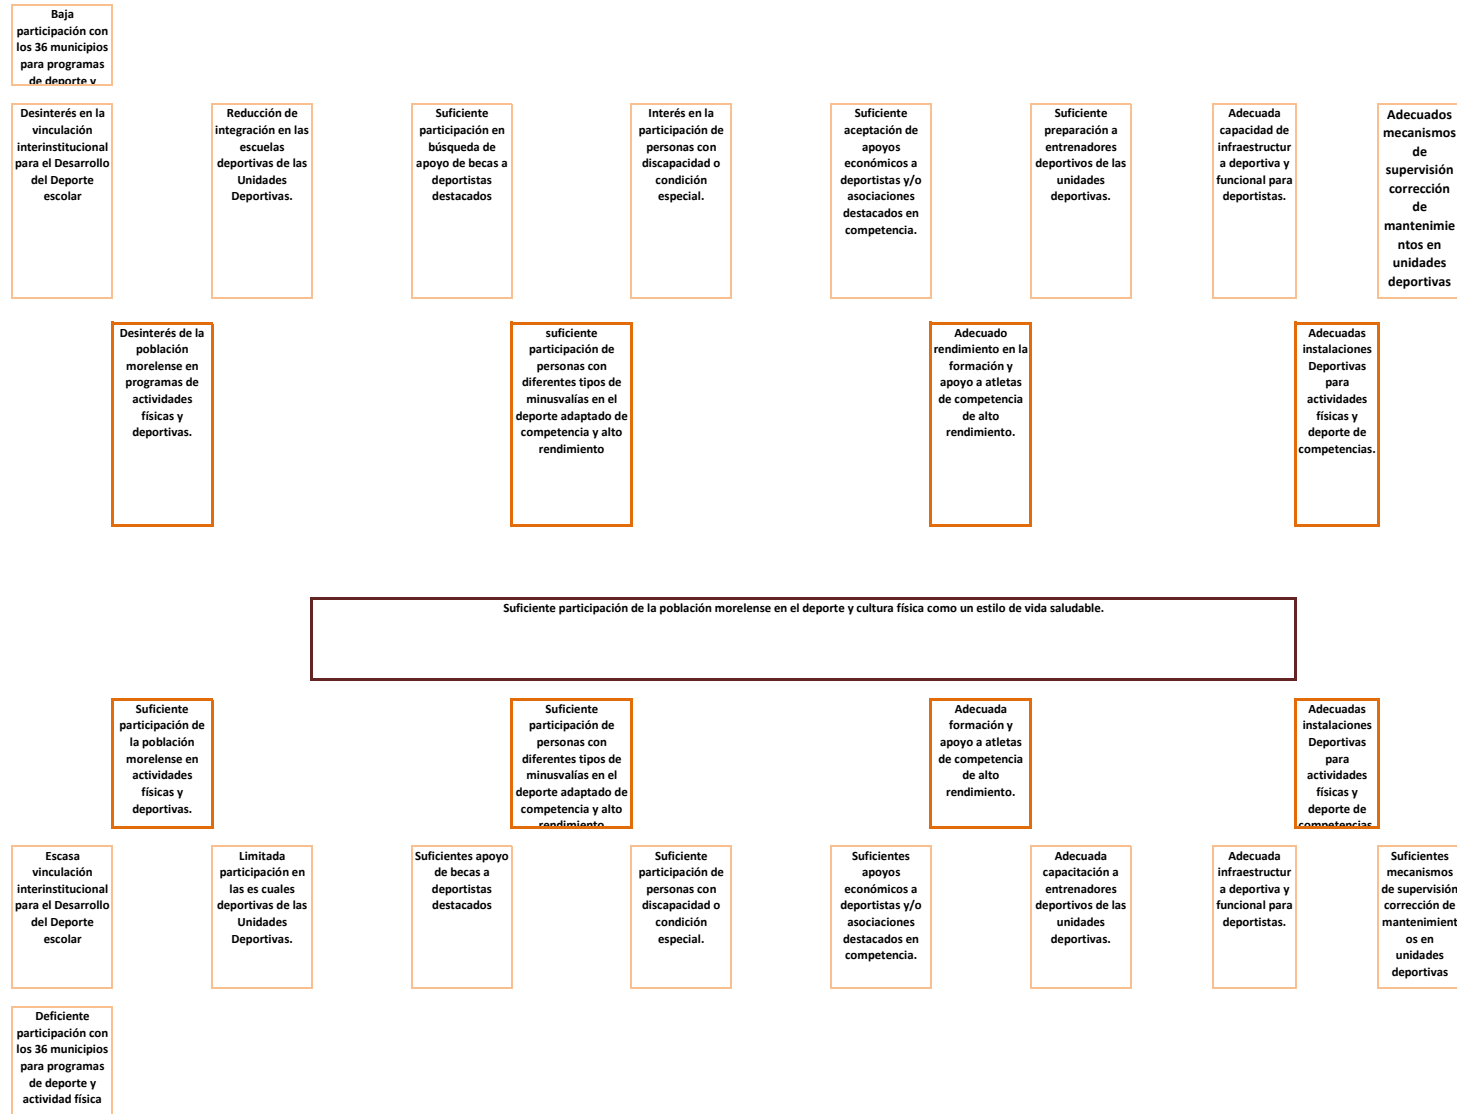 Baja
participación con
los 36 municipios
para programas
de deporte y
Desinterés en la
vinculación
interinstitucional
para el Desarrollo
del Deporte
escolar
Reducción de
integración en las
escuelas
deportivas de las
Unidades
Deportivas.
Suficiente
participación en
búsqueda de
apoyo de becas a
deportistas
destacados
Interés en la
participación de
personas con
discapacidad o
condición
especial.
Suficiente
aceptación de
apoyos
económicos a
deportistas y/o
asociaciones
destacados en
competencia.
Suficiente
preparación a
entrenadores
deportivos de las
unidades
deportivas.
Adecuada
capacidad de
infraestructur
a deportiva y
funcional para
deportistas.
Adecuados
mecanismos
de
supervisión
corrección
de
mantenimie
ntos en
unidades
deportivas
Desinterés de la
población
morelense en
programas de
actividades
físicas y
deportivas.
suficiente
participación de
personas con
diferentes tipos de
minusvalías en el
deporte adaptado de
competencia y alto
rendimiento
Adecuado
rendimiento en la
formación y
apoyo a atletas
de competencia
de alto
rendimiento.
Adecuadas
instalaciones
Deportivas
para
actividades
físicas y
deporte de
competencias.
Suficiente participación de la población morelense en el deporte y cultura física como un estilo de vida saludable.
Suficiente
participación de
la población
morelense en
actividades
físicas y
deportivas.
Suficiente
participación de
personas con
diferentes tipos de
minusvalías en el
deporte adaptado de
competencia y alto
rendimiento
Adecuada
formación y
apoyo a atletas
de competencia
de alto
rendimiento.
Adecuadas
instalaciones
Deportivas
para
actividades
físicas y
deporte de
competencias
Escasa
vinculación
interinstitucional
para el Desarrollo
del Deporte
escolar
Limitada
participación en
las es cuales
deportivas de las
Unidades
Deportivas.
Suficientes apoyo
de becas a
deportistas
destacados
Suficiente
participación de
personas con
discapacidad o
condición
especial.
Suficientes
apoyos
económicos a
deportistas y/o
asociaciones
destacados en
competencia.
Adecuada
capacitación a
entrenadores
deportivos de las
unidades
deportivas.
Adecuada
infraestructur
a deportiva y
funcional para
deportistas.
Suficientes
mecanismos
de supervisión
corrección de
mantenimient
os en
unidades
deportivas
Deficiente
participación con
los 36 municipios
para programas
de deporte y
actividad física